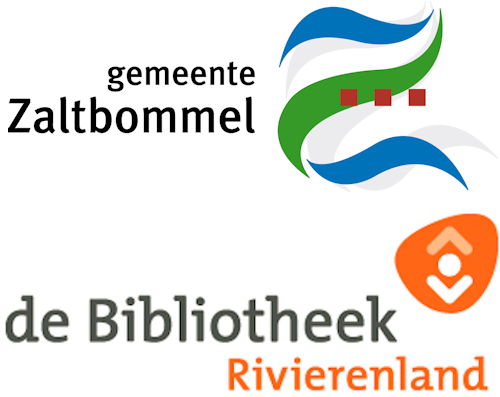 gemeente
Zaltbommel
de Bibliotheek
Rivierenland